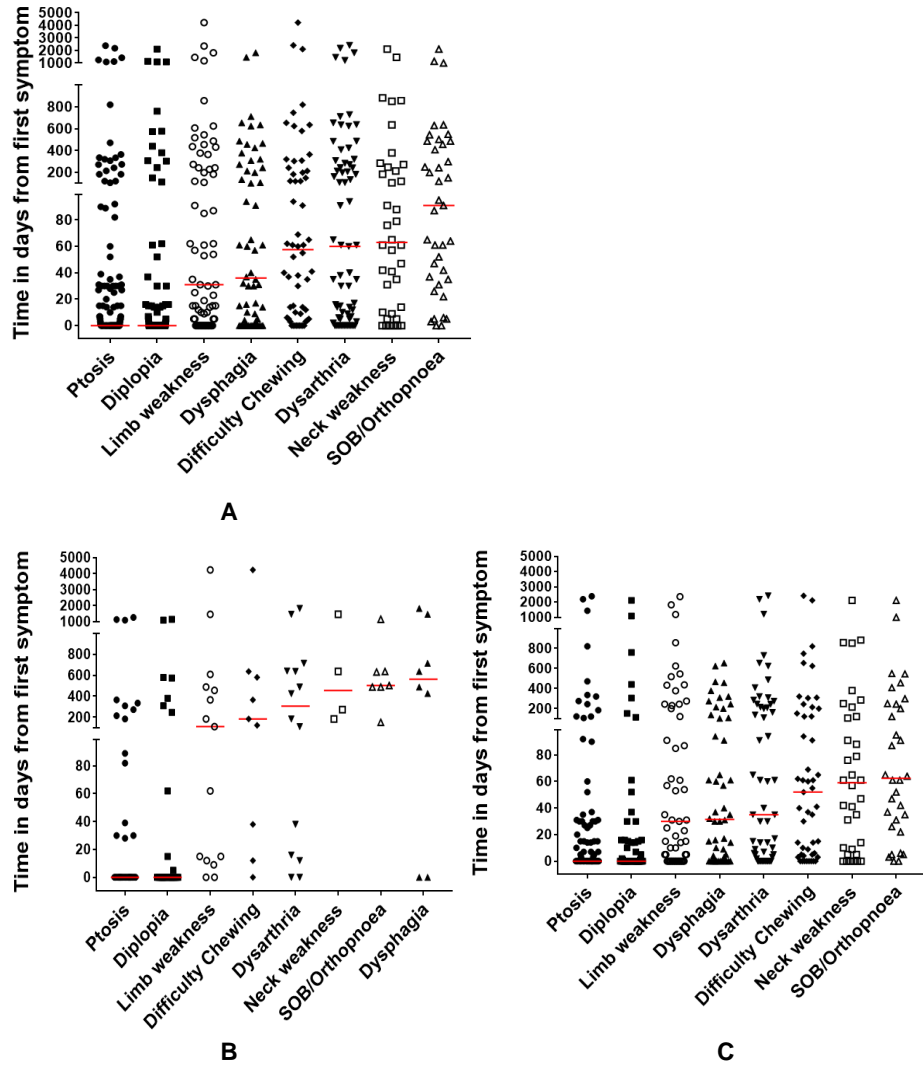 Time in days from first symptom
5000
4000
3000
2000
1000
800
600
400
200
80
60
40
20
0
Ptosis
Diplopia
Limb weakness
Dysphagia
Difficulty Chewing
Dysarthria
Neck weakness
SOB/Orthopnoea
A
Time in days from first symptom
5000
4000
3000
2000
1000
800
600
400
200
80
60
40
20
0
Ptosis
Diplopia
Limb weakness
Difficulty Chewing
Dysarthria
Neck weakness
SOB/Orthopnoea
Dysphagia
B
Time in days from first symptom
5000
4000
3000
2000
1000
800
600
400
200
80
60
40
20
0
Ptosis
Diplopia
Limb weakness
Dysphagia
Dysarthria
Difficulty Chewing
Neck weakness
SOB/Orthopnoea
C